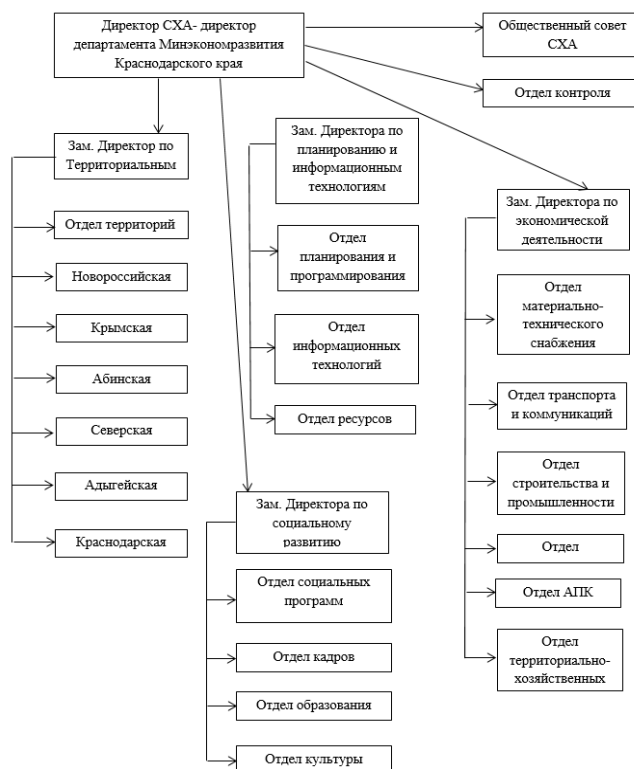 Директор СХА- директор
департамента Минэкономразвития
Краснодарского края
Общественный совет
СХА
Отдел контроля
Зам. Директор по
Территориальным
Отдел территорий
Новороссийская
Крымская
Абинская
Северская
Адыгейская
Краснодарская
Зам. Директора по
планированию и
информационным
технологиям
Отдел
планирования и
программирования
Отдел
информационных
технологий
Отдел ресурсов
Зам. Директора по
социальному
развитию
Отдел социальных
программ
Отдел кадров
Отдел образования
Отдел культуры
Зам. Директора по
экономической
деятельности
Отдел
материально-
технического
снабжения
Отдел транспорта
и коммуникаций
Отдел
строительства и
промышленности
Отдел
Отдел АПК
Отдел
территориально-
хозяйственных